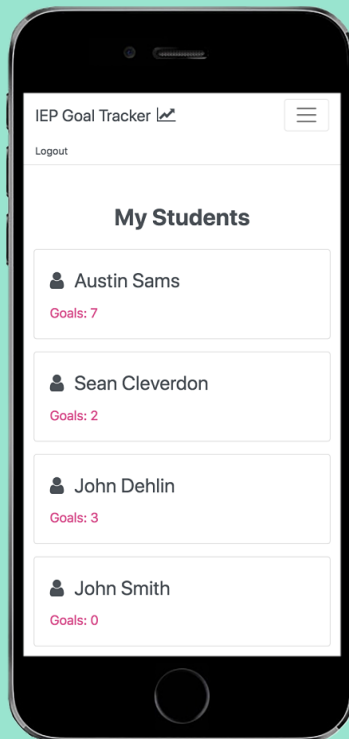 IEP Goal Tracker
Logout
My Students
Austin Sams
Goals: 7
Sean Cleverdon
Goals: 2
John Dehlin
Goals: 3
John Smith
Goals: 0